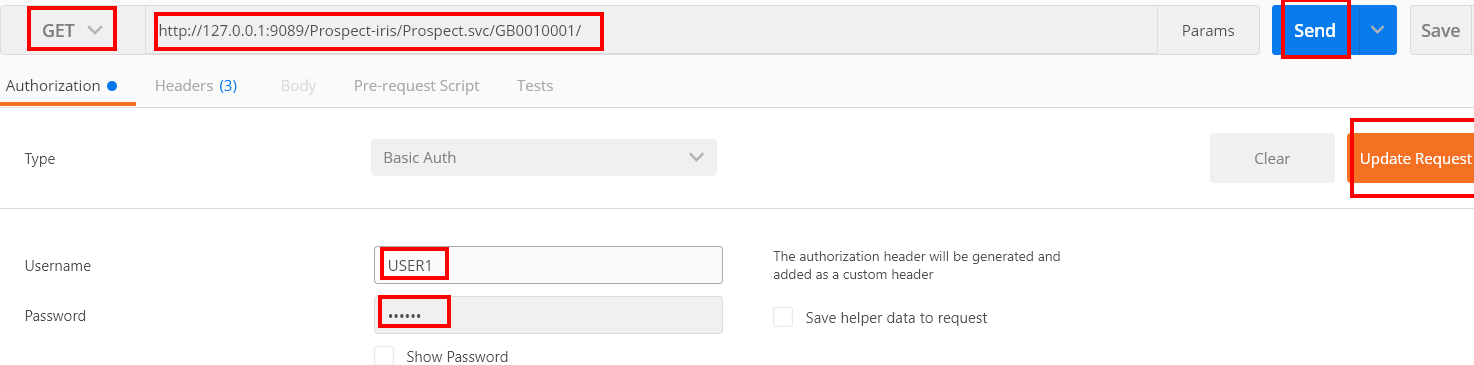 GET http://127.0.0.1:9089/Prospect-iris/Prospect.svc/GB0010001/ Params Send Save
Authorization Headers (3) Body Pre-request Script Tests
Type Basic Auth Clear Update Request
Username USER1 The authorization header will be generated and
added as a custom header
Password •••••• Save helper data to request
Show Password